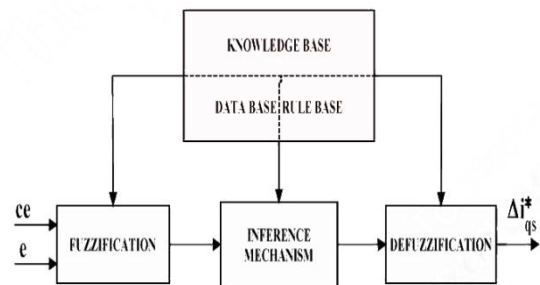 KNOWLEDGE BASE
DATA BASE RULE BASE
ce
e
FUZZIFICATION
INFERENCE
MECHANISM
DEFUZZIFICATION
Δi*qs